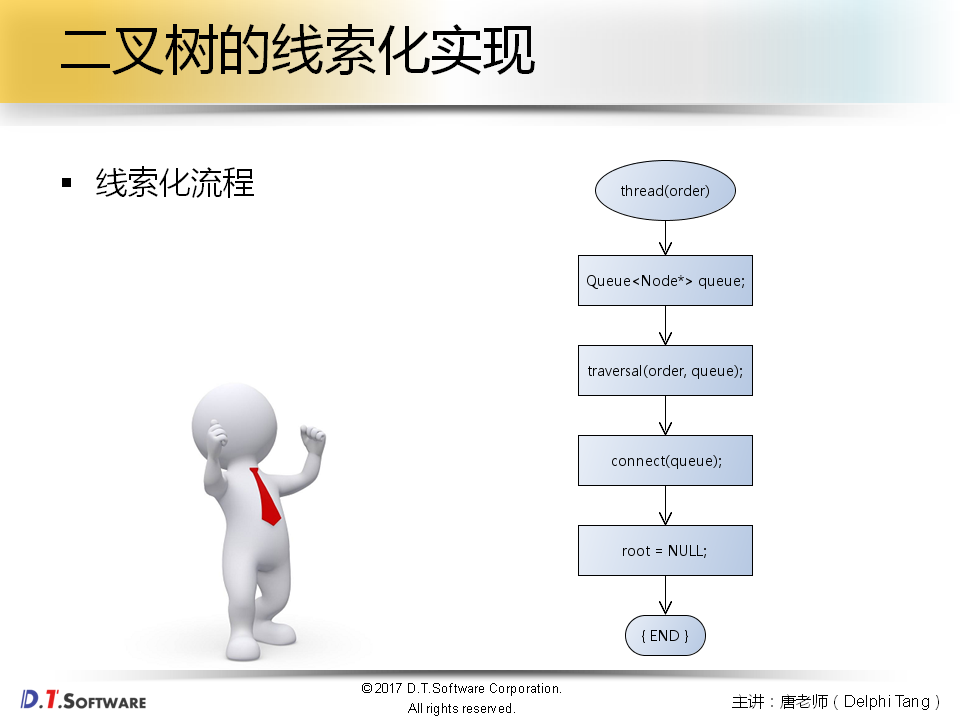 二叉树的线索化实现
线索化流程
thread(order)
Queue<Node*> queue;
traversal(order, queue);
connect(queue);
root = NULL;
{ END }
D.T.SOFTWARE
©2017 D.T.Software Corporation.
All rights reserved.
主讲：唐老师（Delphi Tang）